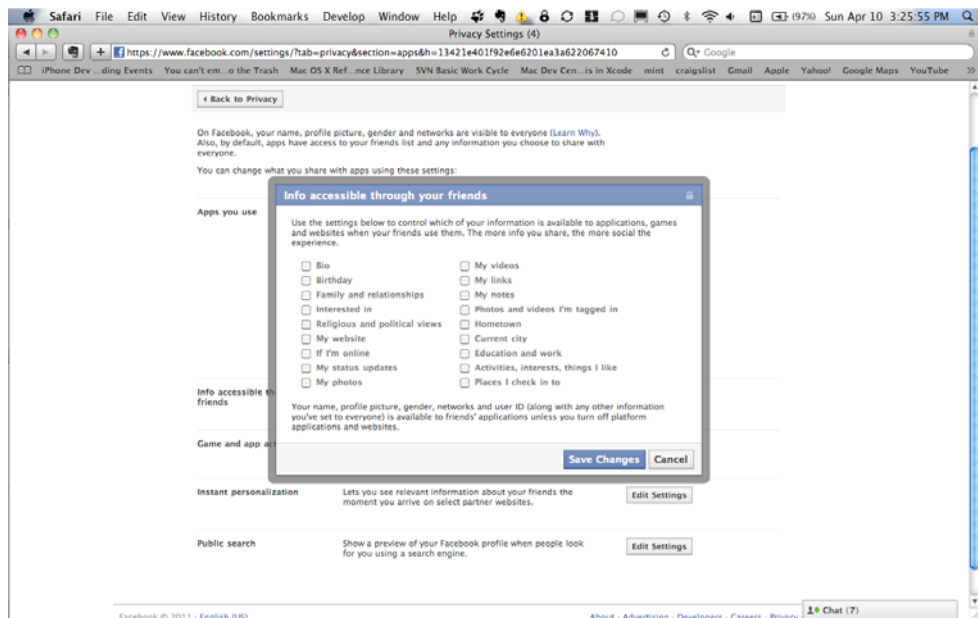 Safari File Edit View History Bookmarks Develop Window Help (97%) Sun Apr 10 3:25:55 PM
Privacy Settings (4)
https://www.facebook.com/settings/?tab=privacy&section=apps&h=13421e401f92e6e6201ea3a622067410 Google
iPhone Dev ...ding Events You can't em...o the Trash Mac OS X Ref...nce Library SVN Basic Work Cycle Mac Dev Cen...is in Xcode mint craigslist Gmail Apple Yahoo! Google Maps YouTube
Back to Privacy
On Facebook, your name, profile picture, gender and networks are visible to everyone (Learn Why).
Also, by default, apps have access to your friends list and any information you choose to share with
everyone.
You can change what you share with apps using these settings:
Info accessible through your friends
Apps you use
Use the settings below to control which of your information is available to applications, games
and websites when your friends use them. The more info you share, the more social the
experience.
Bio My videos
Birthday My links
Family and relationships My notes
Interested in Photos and videos I'm tagged in
Religious and political views Hometown
My website Current city
If I'm online Education and work
My status updates Activities, interests, things I like
My photos Places I check in to
Info accessible th
friends
Your name, profile picture, gender, networks and user ID (along with any other information
you've set to everyone) is available to friends' applications unless you turn off platform
applications and websites.
Game and app ac
Save Changes Cancel
Instant personalization Lets you see relevant information about your friends the
moment you arrive on select partner websites.
Edit Settings
Public search Show a preview of your Facebook profile when people look
for you using a search engine.
Edit Settings
Facebook © 2011 · English (US) About · Advertising · Developers · Careers · Privacy
Chat (7)